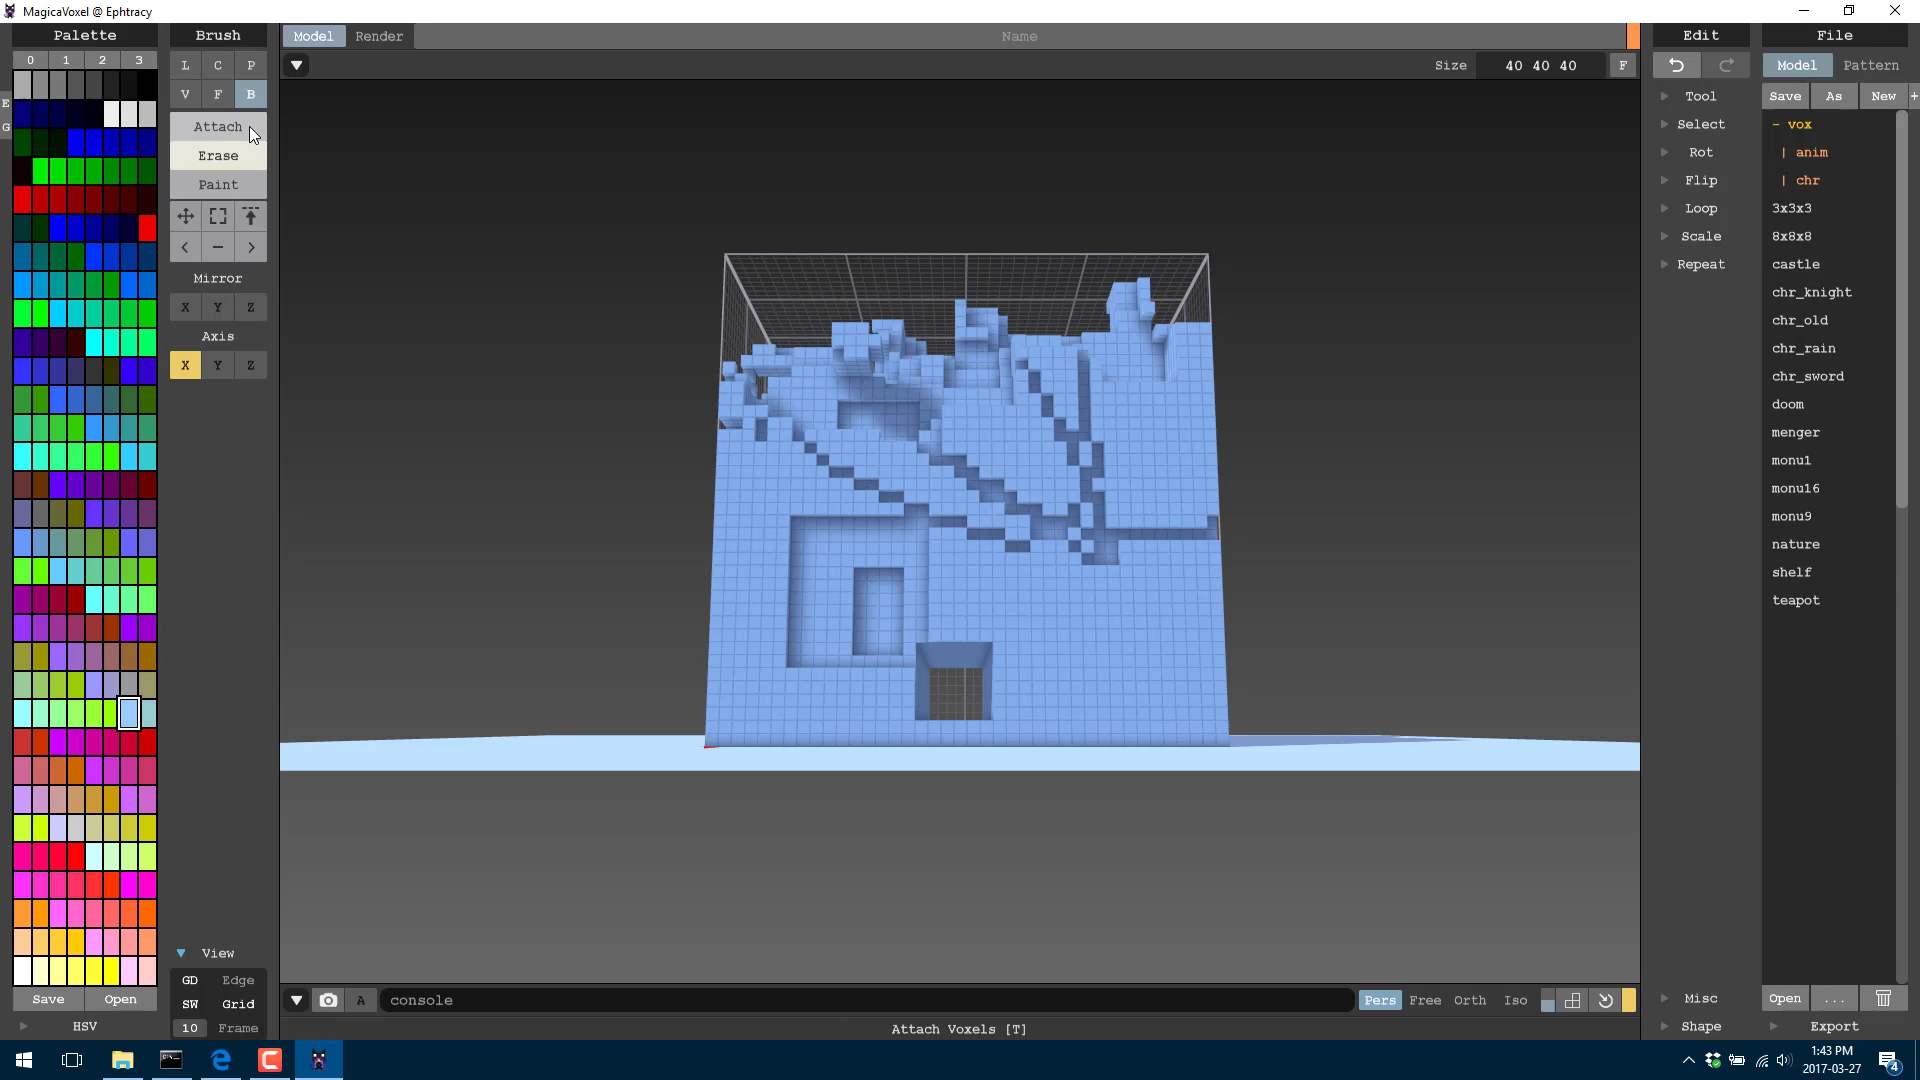 MagicaVoxel @ Ephtracy
Palette
Brush
Model Render Name
Edit
File
0 1 2 3
L C P
Size 40 40 40 F
Model Pattern
V F B
E
G
Attach
Erase
Paint
Tool
Select
Rot
Flip
Loop
Scale
Repeat
Save As New +
- vox
| anim
| chr
3x3x3
8x8x8
castle
chr_knight
chr_old
chr_rain
chr_sword
doom
menger
monu1
monu16
monu9
nature
shelf
teapot
< - >
Mirror
X Y Z
Axis
X Y Z
View
GD Edge
SW Grid
10 Frame
Save Open
HSV
A console
Pers Free Orth Iso
Attach Voxels [T]
Misc
Shape
Open ...
Export
1:43 PM
2017-03-27
4